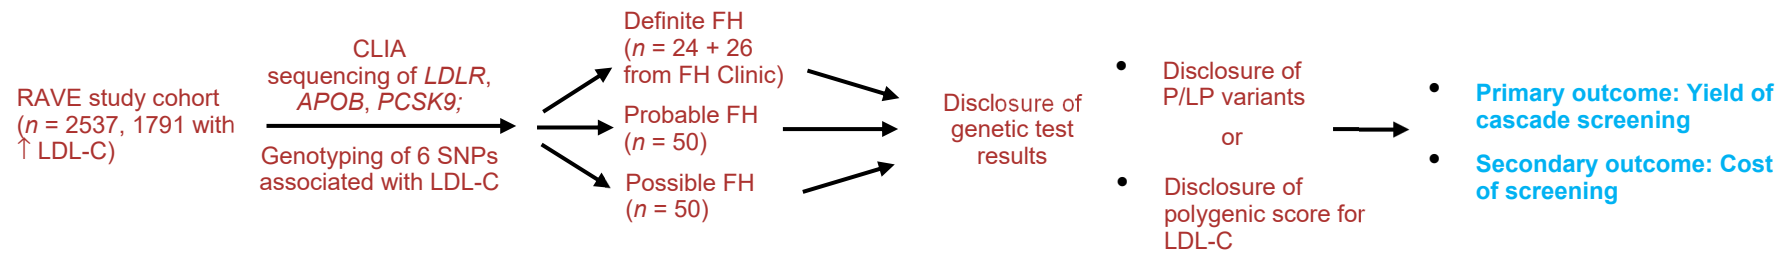 RAVE study cohort
(n = 2537, 1791 with
↑ LDL-C)
CLIA
sequencing of LDLR,
APOB, PCSK9;
Genotyping of 6 SNPs
associated with LDL-C
Definite FH
(n = 24 + 26
from FH Clinic)
Probable FH
(n = 50)
Possible FH
(n = 50)
Disclosure of
genetic test
results
• Disclosure of
P/LP variants
or
• Disclosure of
polygenic score for
LDL-C
• Primary outcome: Yield of
cascade screening
• Secondary outcome: Cost
of screening